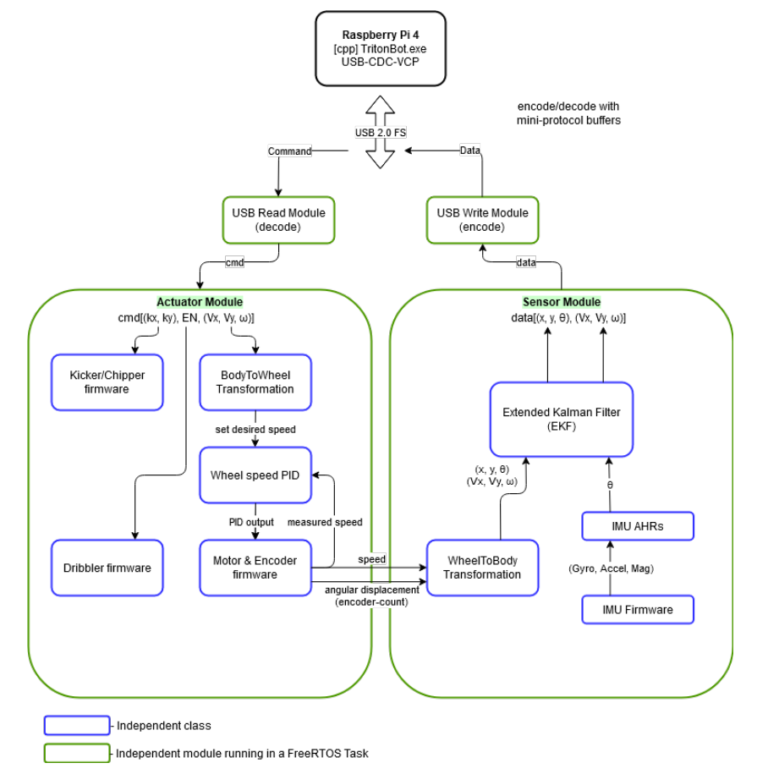 Raspberry Pi 4
[cpp] TritonBot.exe
USB-CDC-VCP
encode/decode with
mini-protocol buffers
USB 2.0 FS
Command
Data
USB Read Module
(decode)
USB Write Module
(encode)
cmd
data
Actuator Module
cmd[(kx, ky), EN, (Vx, Vy, ω)]
Sensor Module
data[(x, y, θ), (Vx, Vy, ω)]
Kicker/Chipper
firmware
BodyToWheel
Transformation
Extended Kalman Filter
(EKF)
set desired speed
Wheel speed PID
(x, y, θ)
(Vx, Vy, ω)
θ
PID output
measured speed
IMU AHRs
Dribbler firmware
Motor & Encoder
firmware
speed
angular displacement
(encoder-count)
WheelToBody
Transformation
(Gyro, Accel, Mag)
IMU Firmware
- Independent class
- Independent module running in a FreeRTOS Task